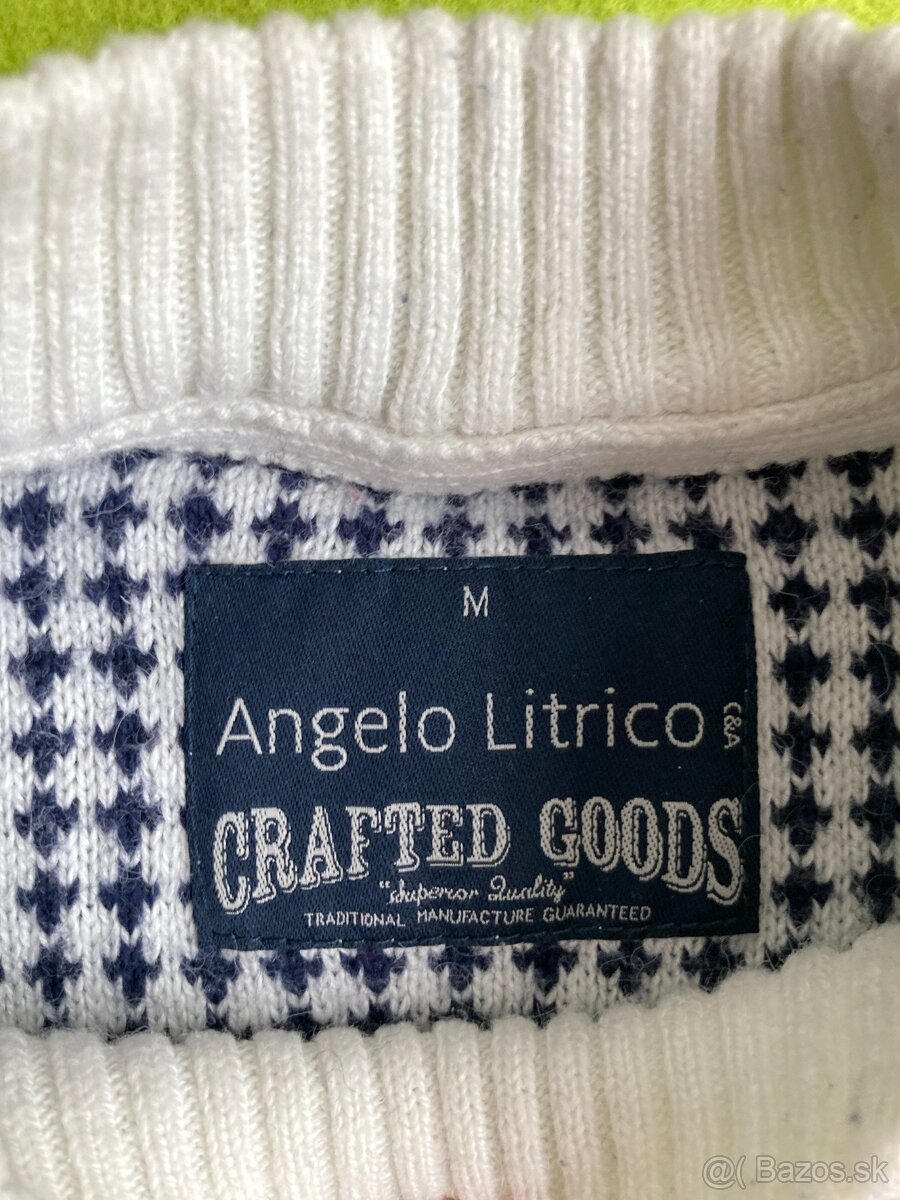 M
Angelo Litrico C&A
CRAFTED GOODS
"Superior Quality"
TRADITIONAL MANUFACTURE GUARANTEED
@( Bazos.sk